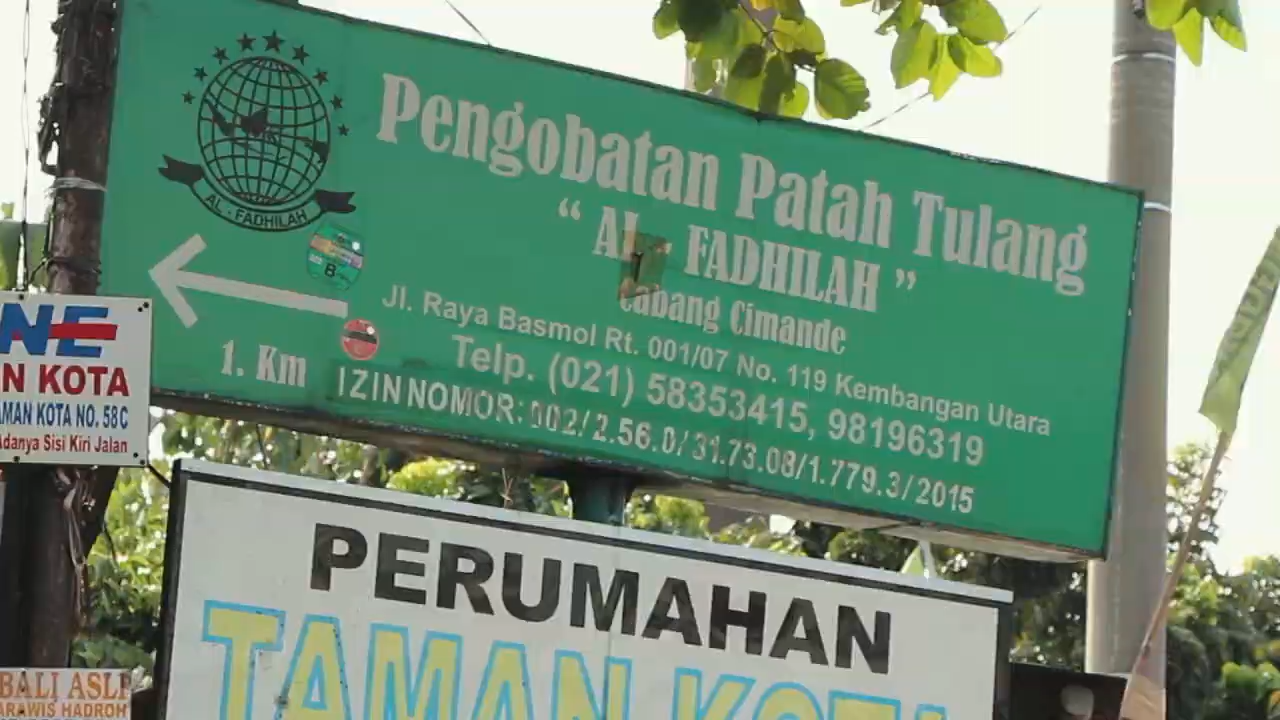 AL - FADHILAH
Pengobatan Patah Tulang
“ AL - FADHILAH ”
Cabang Cimande
Jl. Raya Basmol Rt. 001/07 No. 119 Kembangan Utara
Telp. (021) 58353415, 98196319
IZIN NOMOR: 002/2.56.0/31.73.08/1.779.3/2015
1. Km
B
NE
N KOTA
AMAN KOTA NO. 58C
Adanya Sisi Kiri Jalan
PERUMAHAN
TAMAN KOTA
BALI ASLI
ARAWIS HADROH